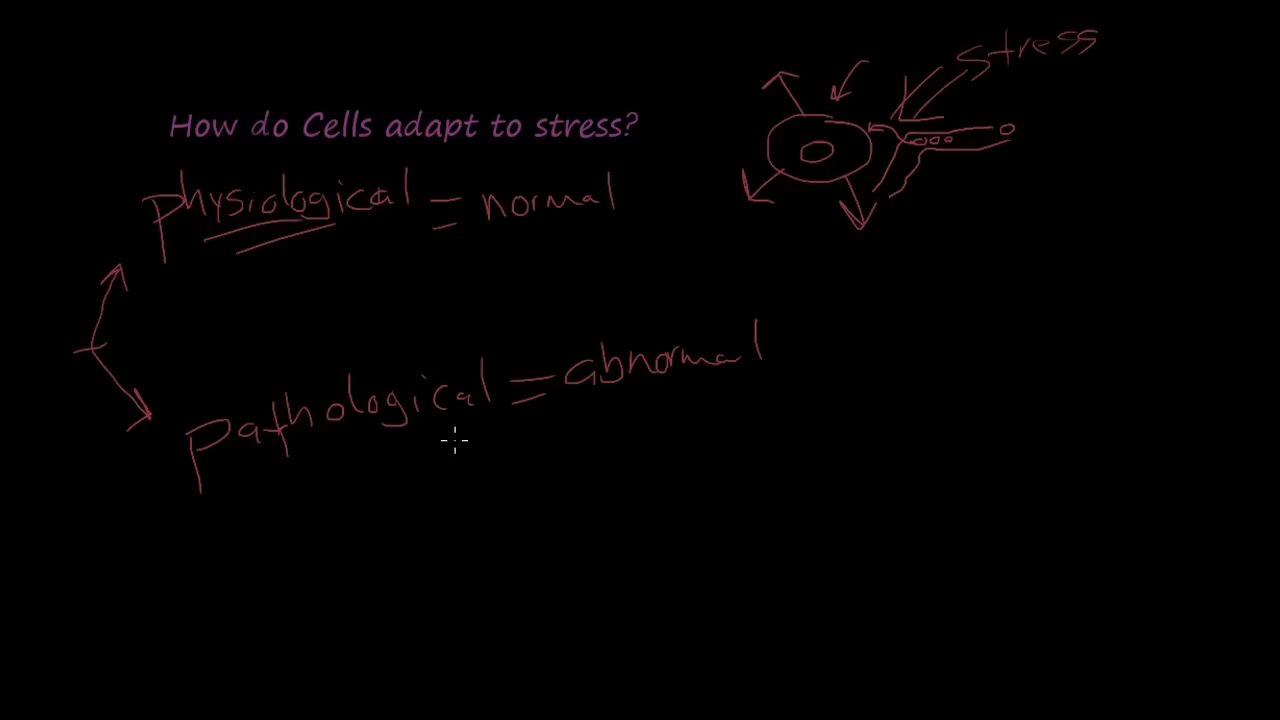 stress
How do Cells adapt to stress?
physiological = normal
pathological = abnormal